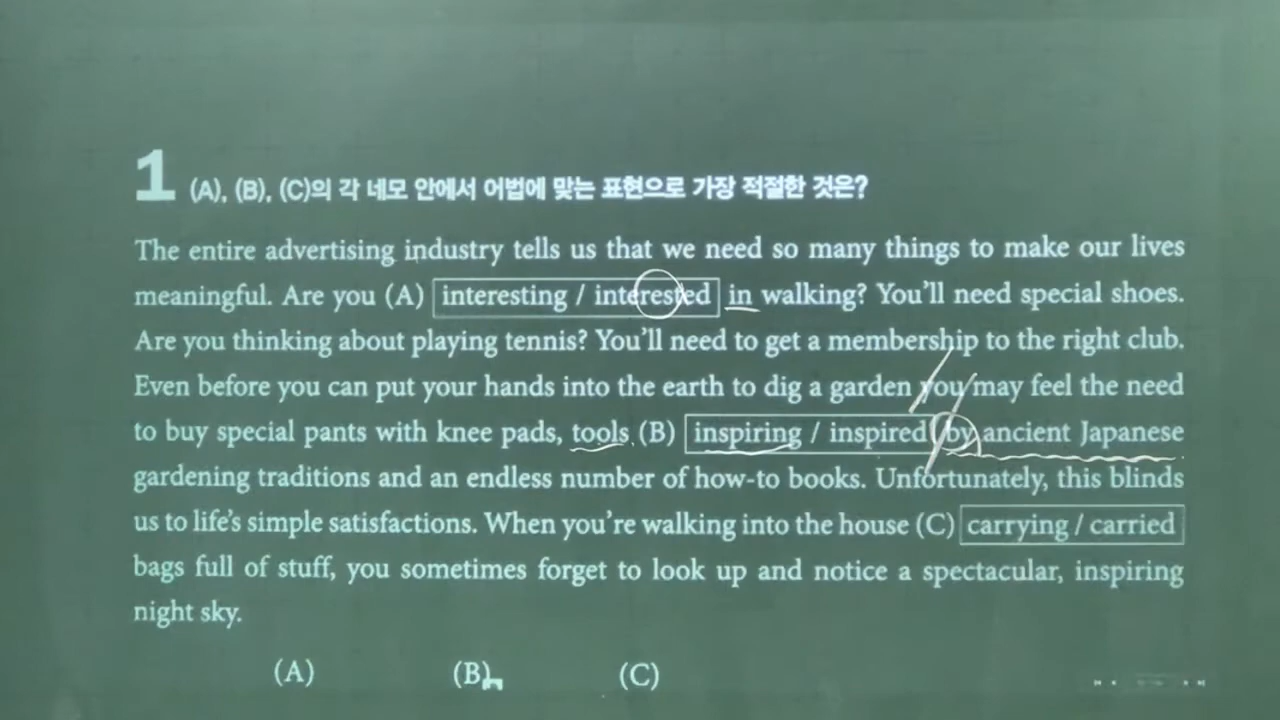 1 (A), (B), (C)의 각 네모 안에서 어법에 맞는 표현으로 가장 적절한 것은?
The entire advertising industry tells us that we need so many things to make our lives
meaningful. Are you (A) interesting / interested in walking? You'll need special shoes.
Are you thinking about playing tennis? You'll need to get a membership to the right club.
Even before you can put your hands into the earth to dig a garden you may feel the need
to buy special pants with knee pads, tools (B) inspiring / inspired by ancient Japanese
gardening traditions and an endless number of how-to books. Unfortunately, this blinds
us to life's simple satisfactions. When you're walking into the house (C) carrying / carried
bags full of stuff, you sometimes forget to look up and notice a spectacular, inspiring
night sky.
(A) (B) (C)